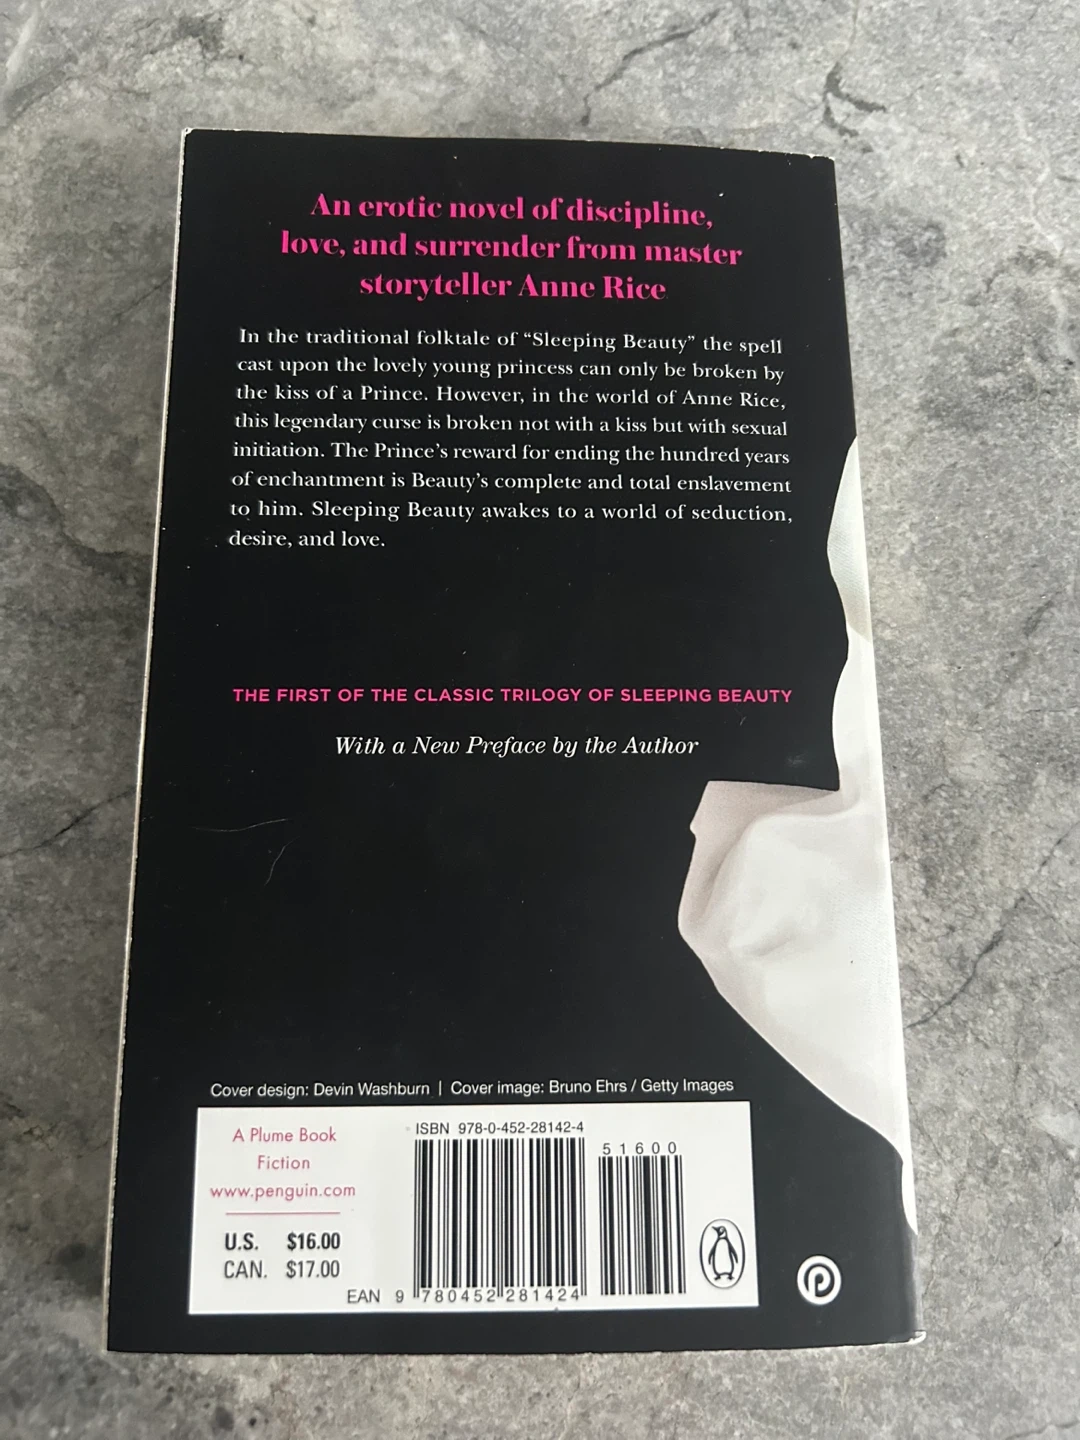 An erotic novel of discipline,
love, and surrender from master
storyteller Anne Rice
In the traditional folktale of “Sleeping Beauty” the spell
cast upon the lovely young princess can only be broken by
the kiss of a Prince. However, in the world of Anne Rice,
this legendary curse is broken not with a kiss but with sexual
initiation. The Prince’s reward for ending the hundred years
of enchantment is Beauty’s complete and total enslavement
to him. Sleeping Beauty awakes to a world of seduction,
desire, and love.
THE FIRST OF THE CLASSIC TRILOGY OF SLEEPING BEAUTY
With a New Preface by the Author
Cover design: Devin Washburn | Cover image: Bruno Ehrs / Getty Images
A Plume Book
Fiction
www.penguin.com
U.S. $16.00
CAN. $17.00
ISBN 978-0-452-28142-4
51600
EAN 9 780452 281424